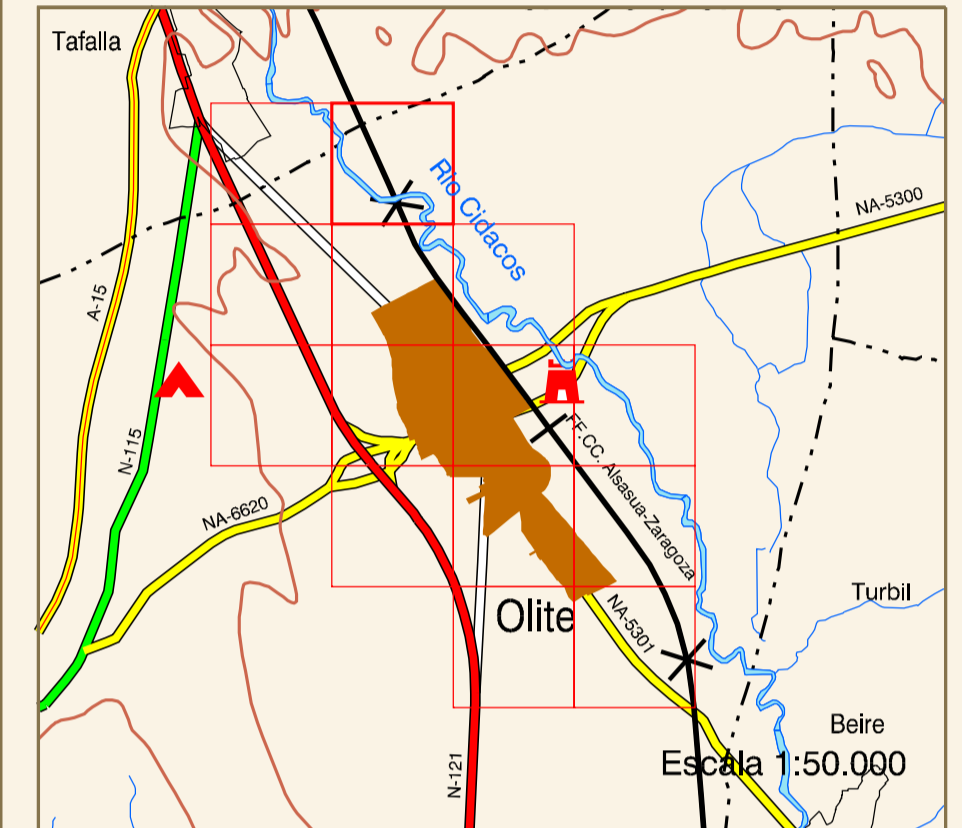 Tafalla
Río Cidacos
NA-5300
A-15
N-115
FF.CC. Alsasua-Zaragoza
NA-6620
Turbil
Olite
NA-5301
Beire
Escala 1:50.000
N-121